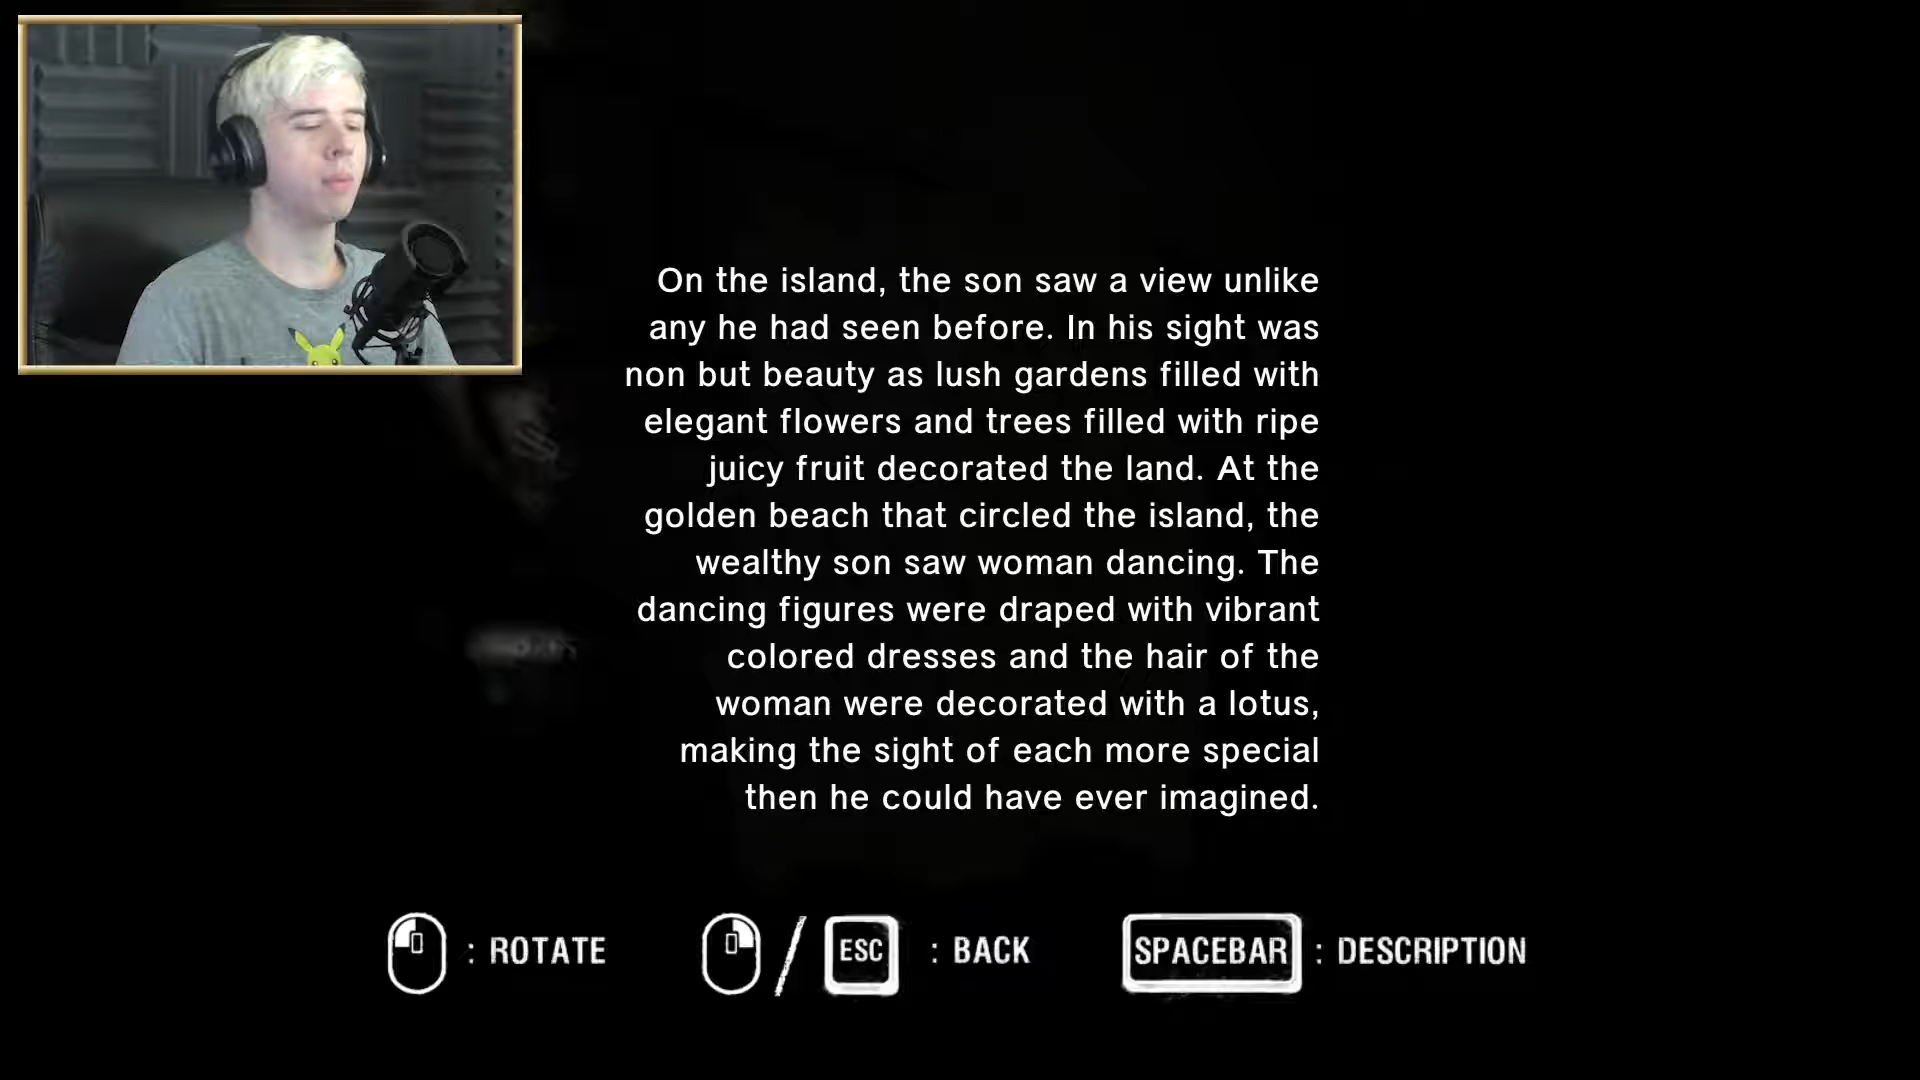 On the island, the son saw a view unlike
any he had seen before. In his sight was
non but beauty as lush gardens filled with
elegant flowers and trees filled with ripe
juicy fruit decorated the land. At the
golden beach that circled the island, the
wealthy son saw woman dancing. The
dancing figures were draped with vibrant
colored dresses and the hair of the
woman were decorated with a lotus,
making the sight of each more special
then he could have ever imagined.
: ROTATE
/ ESC : BACK
SPACEBAR : DESCRIPTION